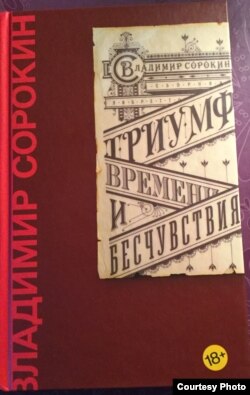 ВЛАДИМИР СОРОКИН
ВЛАДИМИР СОРОКИН
ТРИУМФ
ВРЕМЕНИ
И
БЕСЧУВСТВИЯ
18+
Courtesy Photo